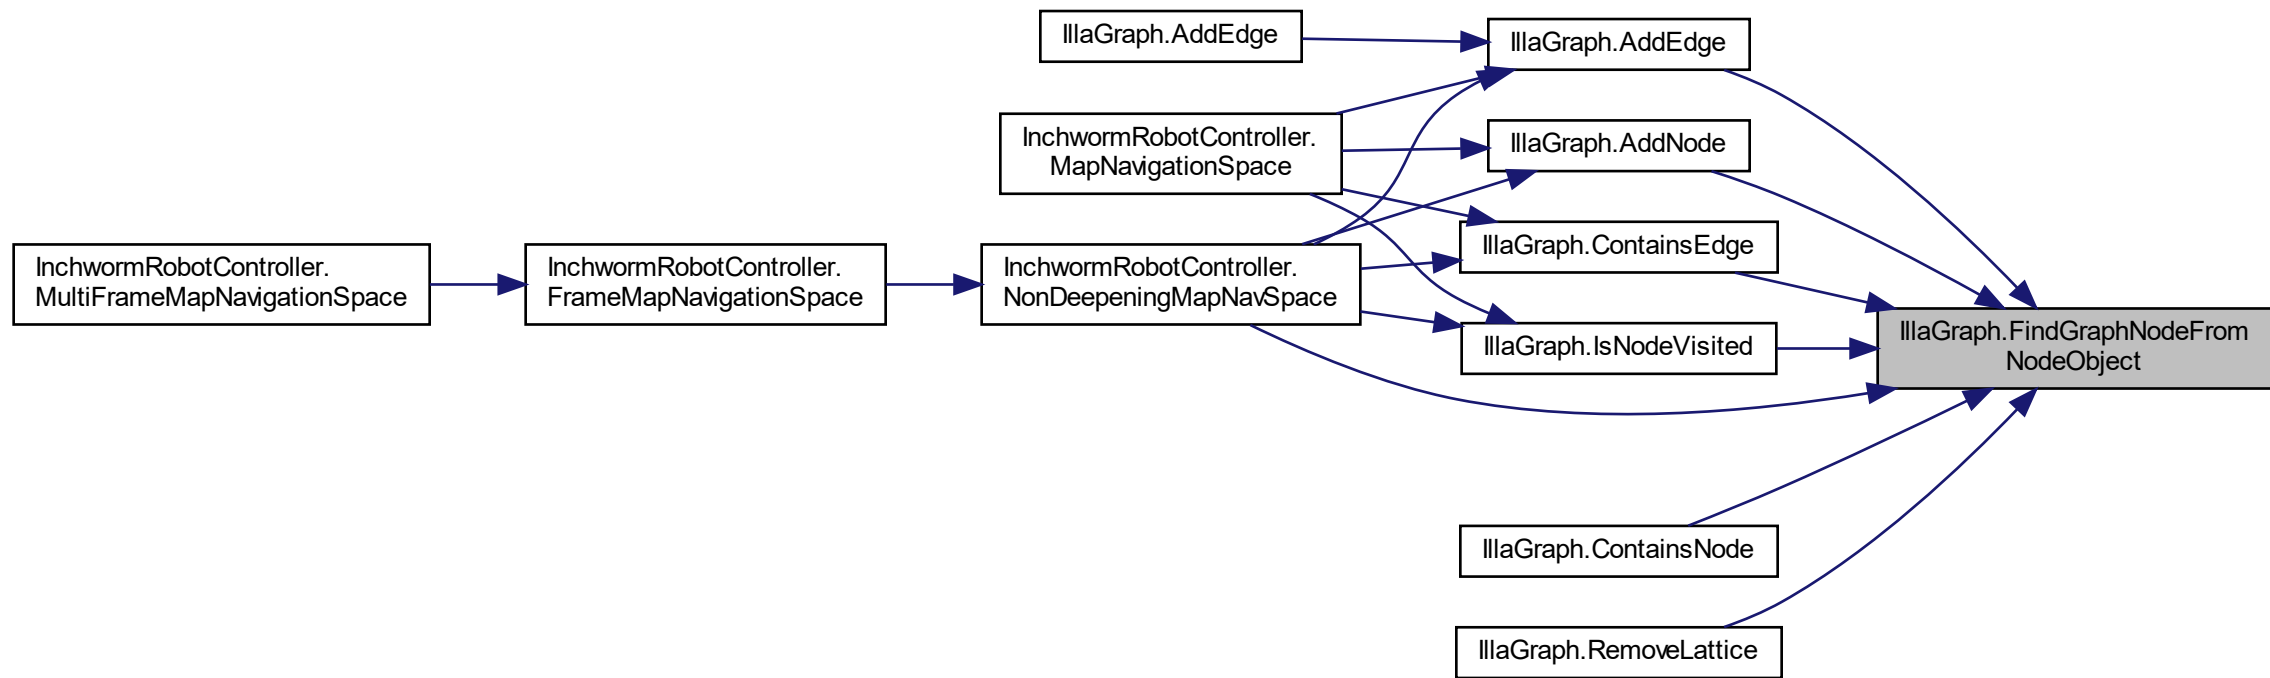 IllaGraph.AddEdge
IllaGraph.AddEdge
InchwormRobotController.
MapNavigationSpace
IllaGraph.AddNode
InchwormRobotController.
MultiFrameMapNavigationSpace
InchwormRobotController.
FrameMapNavigationSpace
InchwormRobotController.
NonDeepeningMapNavSpace
IllaGraph.ContainsEdge
IllaGraph.IsNodeVisited
IllaGraph.FindGraphNodeFrom
NodeObject
IllaGraph.ContainsNode
IllaGraph.RemoveLattice